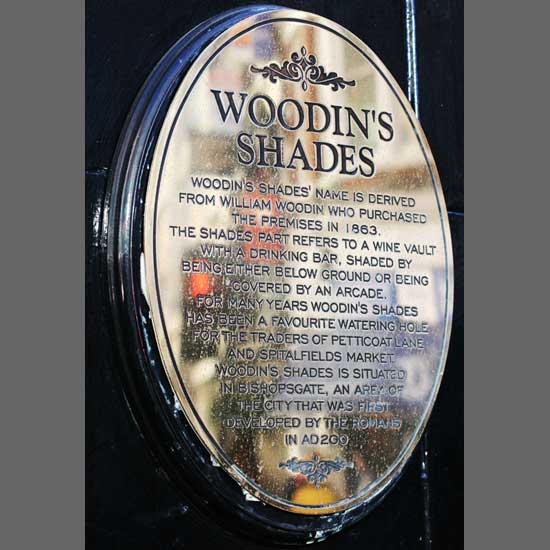 WOODIN'S
SHADES
WOODIN'S SHADES' NAME IS DERIVED
FROM WILLIAM WOODIN WHO PURCHASED
THE PREMISES IN 1863.
THE SHADES PART REFERS TO A WINE VAULT
WITH A DRINKING BAR, SHADED BY
BEING EITHER BELOW GROUND OR BEING
COVERED BY AN ARCADE.
FOR MANY YEARS WOODIN'S SHADES
HAS BEEN A FAVOURITE WATERING HOLE
FOR THE TRADERS OF PETTICOAT LANE
AND SPITALFIELDS MARKET.
WOODIN'S SHADES IS SITUATED
IN BISHOPSGATE, AN AREA OF
THE CITY THAT WAS FIRST
DEVELOPED BY THE ROMANS
IN AD200